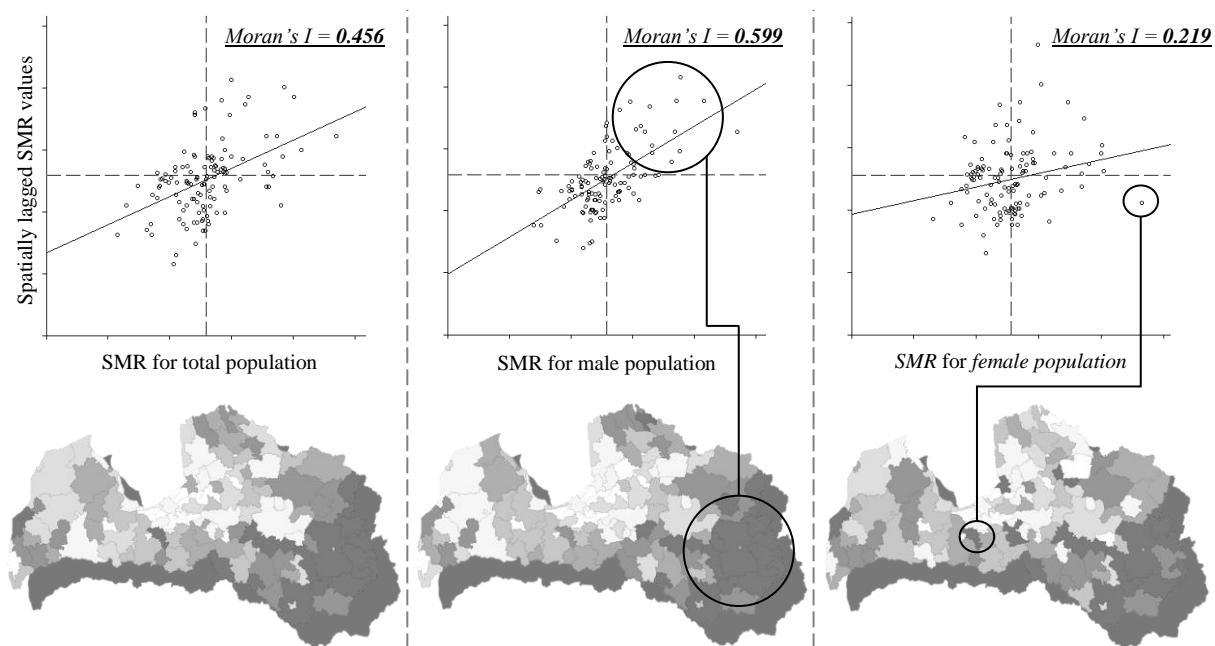 Moran's I = 0.456
Moran's I = 0.599
Moran's I = 0.219
Spatially lagged SMR values
SMR for total population
SMR for male population
SMR for female population